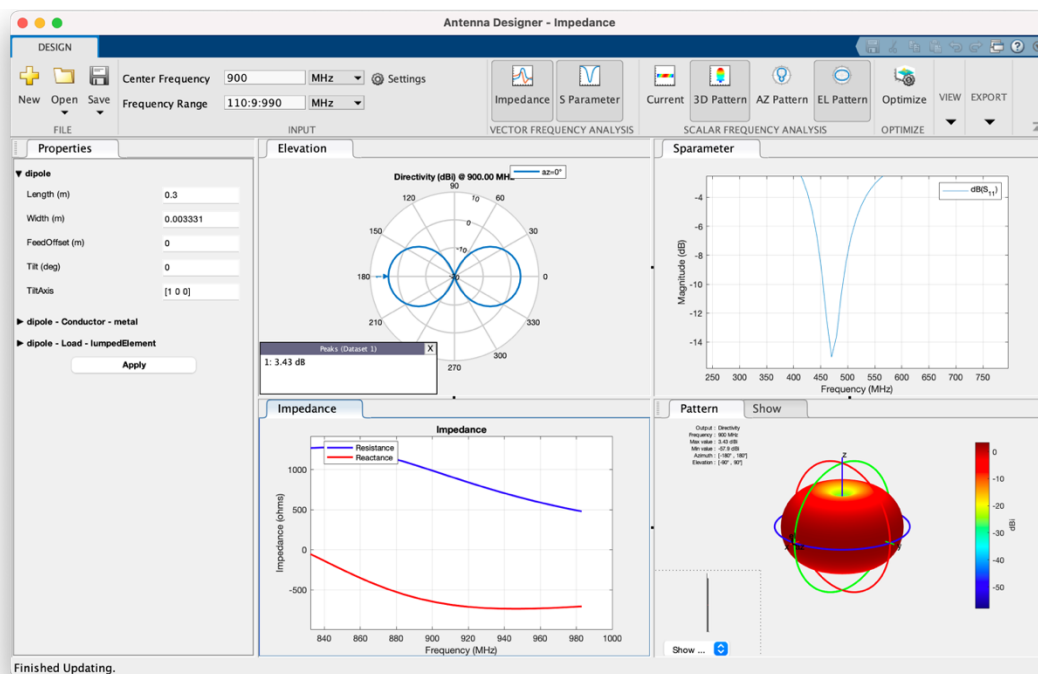 Antenna Designer - Impedance
DESIGN
New
Open
Save
FILE
Center Frequency 900 MHz
Settings
Frequency Range 110:9:990 MHz
INPUT
Impedance
S Parameter
VECTOR FREQUENCY ANALYSIS
Current
3D Pattern
AZ Pattern
EL Pattern
SCALAR FREQUENCY ANALYSIS
Optimize
OPTIMIZE
VIEW
EXPORT
Properties
dipole
Length (m) 0.3
Width (m) 0.003331
FeedOffset (m) 0
Tilt (deg) 0
TiltAxis [1 0 0]
dipole - Conductor - metal
dipole - Load - lumpedElement
Apply
Elevation
Directivity (dBi) @ 900.00 MHz
az=0°
90
120
60
150
30
180
0
210
330
300
270
10
0
-10
Peaks (Dataset 1) X
1: 3.43 dB
Sparameter
dB(S11)
Magnitude (dB)
-4
-6
-8
-10
-12
-14
250 300 350 400 450 500 550 600 650 700 750
Frequency (MHz)
Impedance
Impedance
Resistance
Reactance
Impedance (ohms)
1000
500
0
-500
840 860 880 900 920 940 960 980 1000
Frequency (MHz)
Pattern
Show
Output : Directivity
Frequency : 900 MHz
Max value : 3.43 dBi
Min value : -57.8 dBi
Azimuth : [-180° , 180°]
Elevation : [-90° , 90°]
z
y
az
0
-10
-20
-30
-40
-50
dBi
Show ...
Finished Updating.